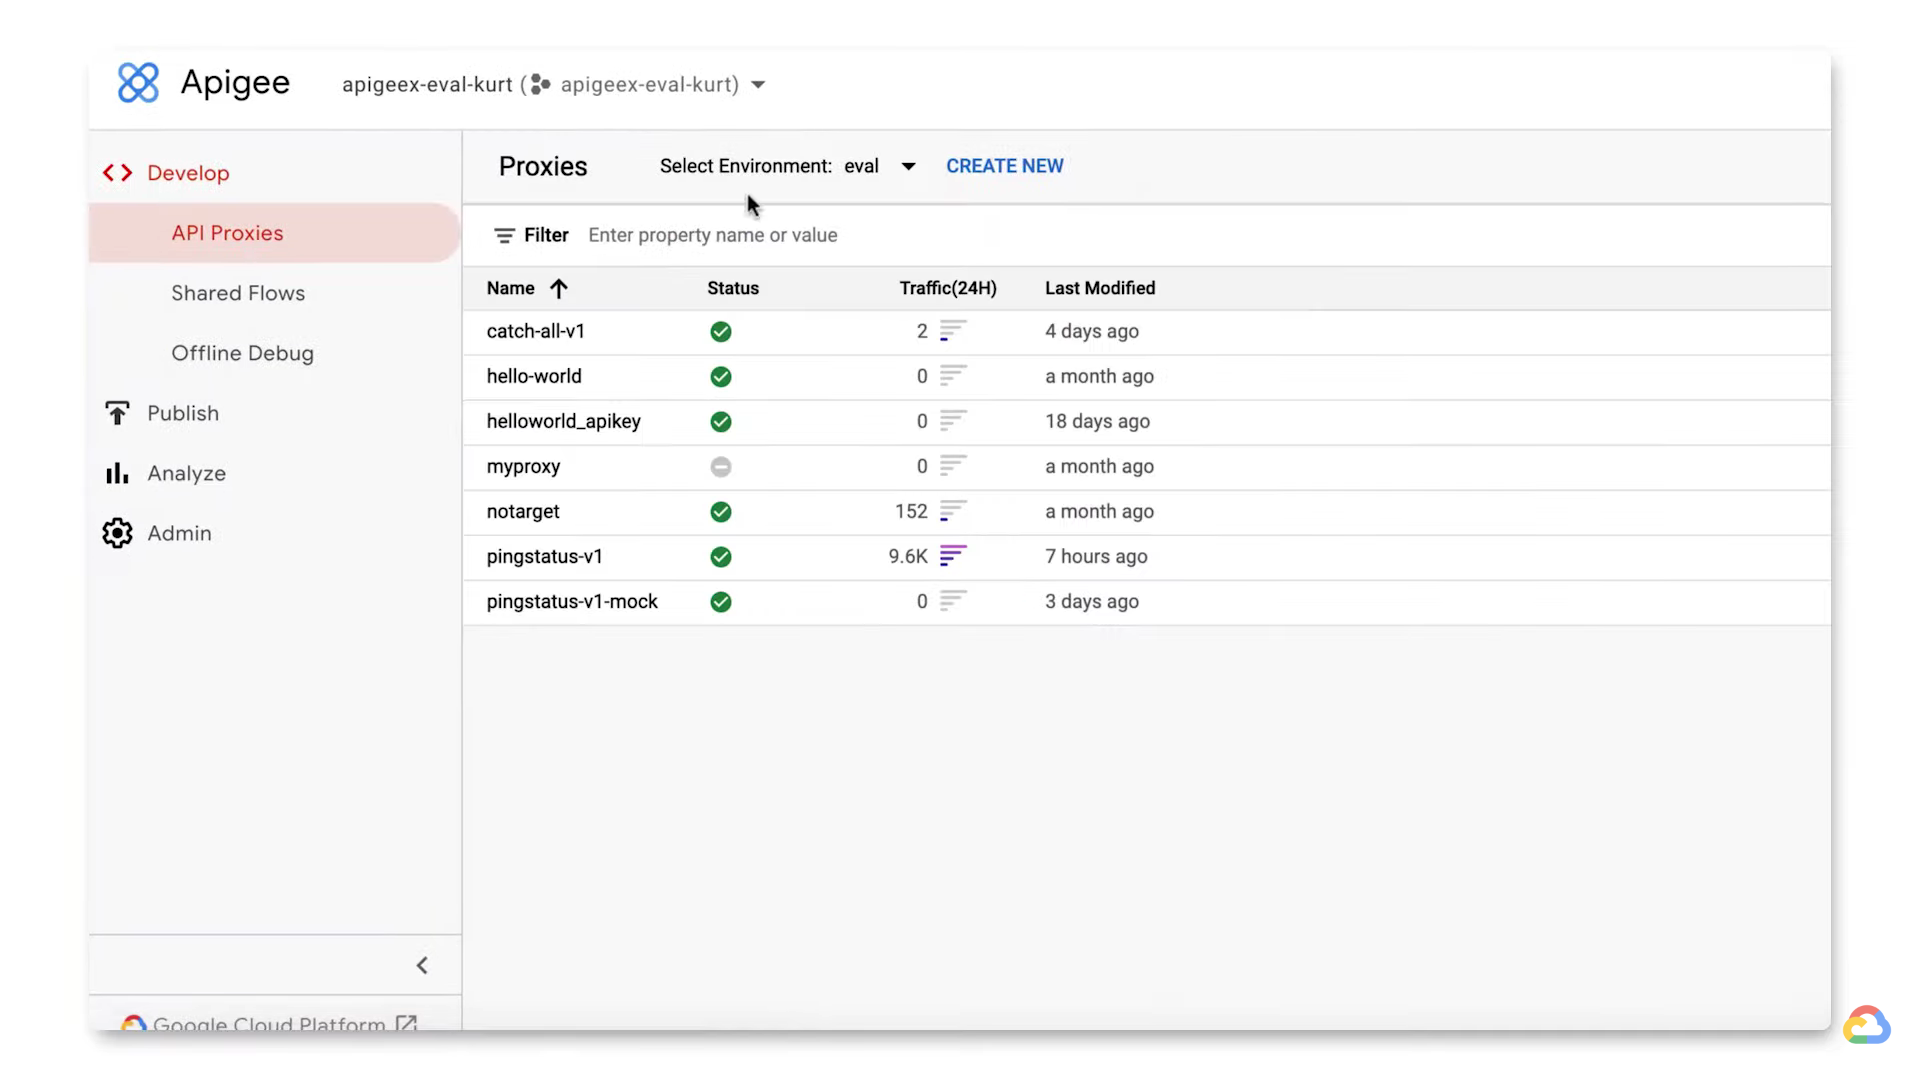 Apigee
apigeex-eval-kurt ( apigeex-eval-kurt)
Develop
API Proxies
Shared Flows
Offline Debug
Publish
Analyze
Admin
Google Cloud Platform
Proxies Select Environment: eval CREATE NEW
Filter Enter property name or value
Name Status Traffic(24H) Last Modified
catch-all-v1 2 4 days ago
hello-world 0 a month ago
helloworld_apikey 0 18 days ago
myproxy 0 a month ago
notarget 152 a month ago
pingstatus-v1 9.6K 7 hours ago
pingstatus-v1-mock 0 3 days ago